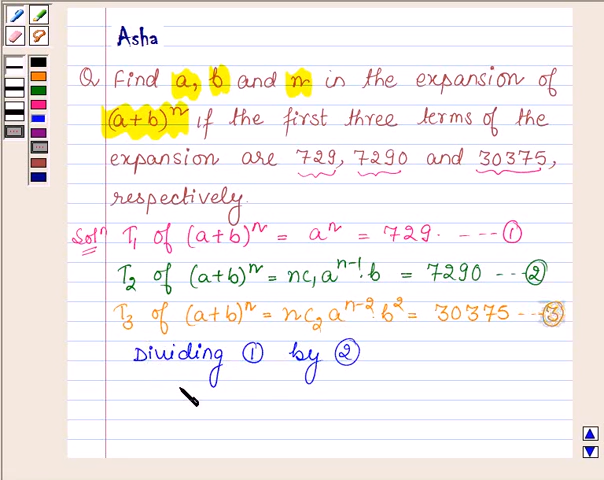 Asha
Q Find a, b and n in the expansion of
(a+b)^n if the first three terms of the
expansion are 729, 7290 and 30375,
respectively.
Solⁿ T₁ of (a+b)^n = a^n = 729. ---- ①
T₂ of (a+b)^n = nc₁ a^{n-1}. b = 7290 --- ②
T₃ of (a+b)^n = nc₂ a^{n-2}. b² = 30375 --- ③
Dividing ① by ②